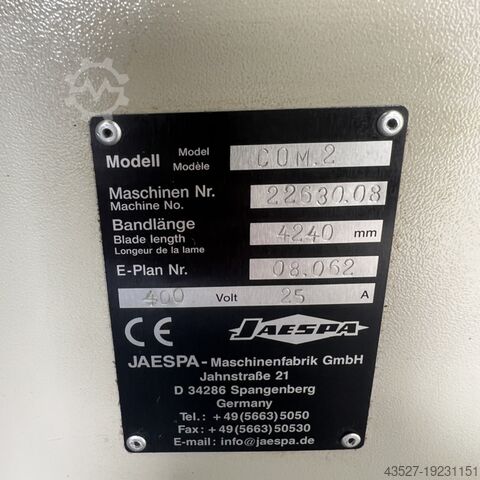 Modell Model COM.2
Modèle
Maschinen Nr. 22630.08
Machine No.
Bandlänge 4240 mm
Blade length
Longeur de la lame
E-Plan Nr. 08.062
400 Volt 25 A
CE JAESPA
JAESPA-Maschinenfabrik GmbH
Jahnstraße 21
D 34286 Spangenberg
Germany
Tel.: +49(5663)5050
Fax: +49(5663)50530
E-mail: info@jaespa.de
43527-19231151